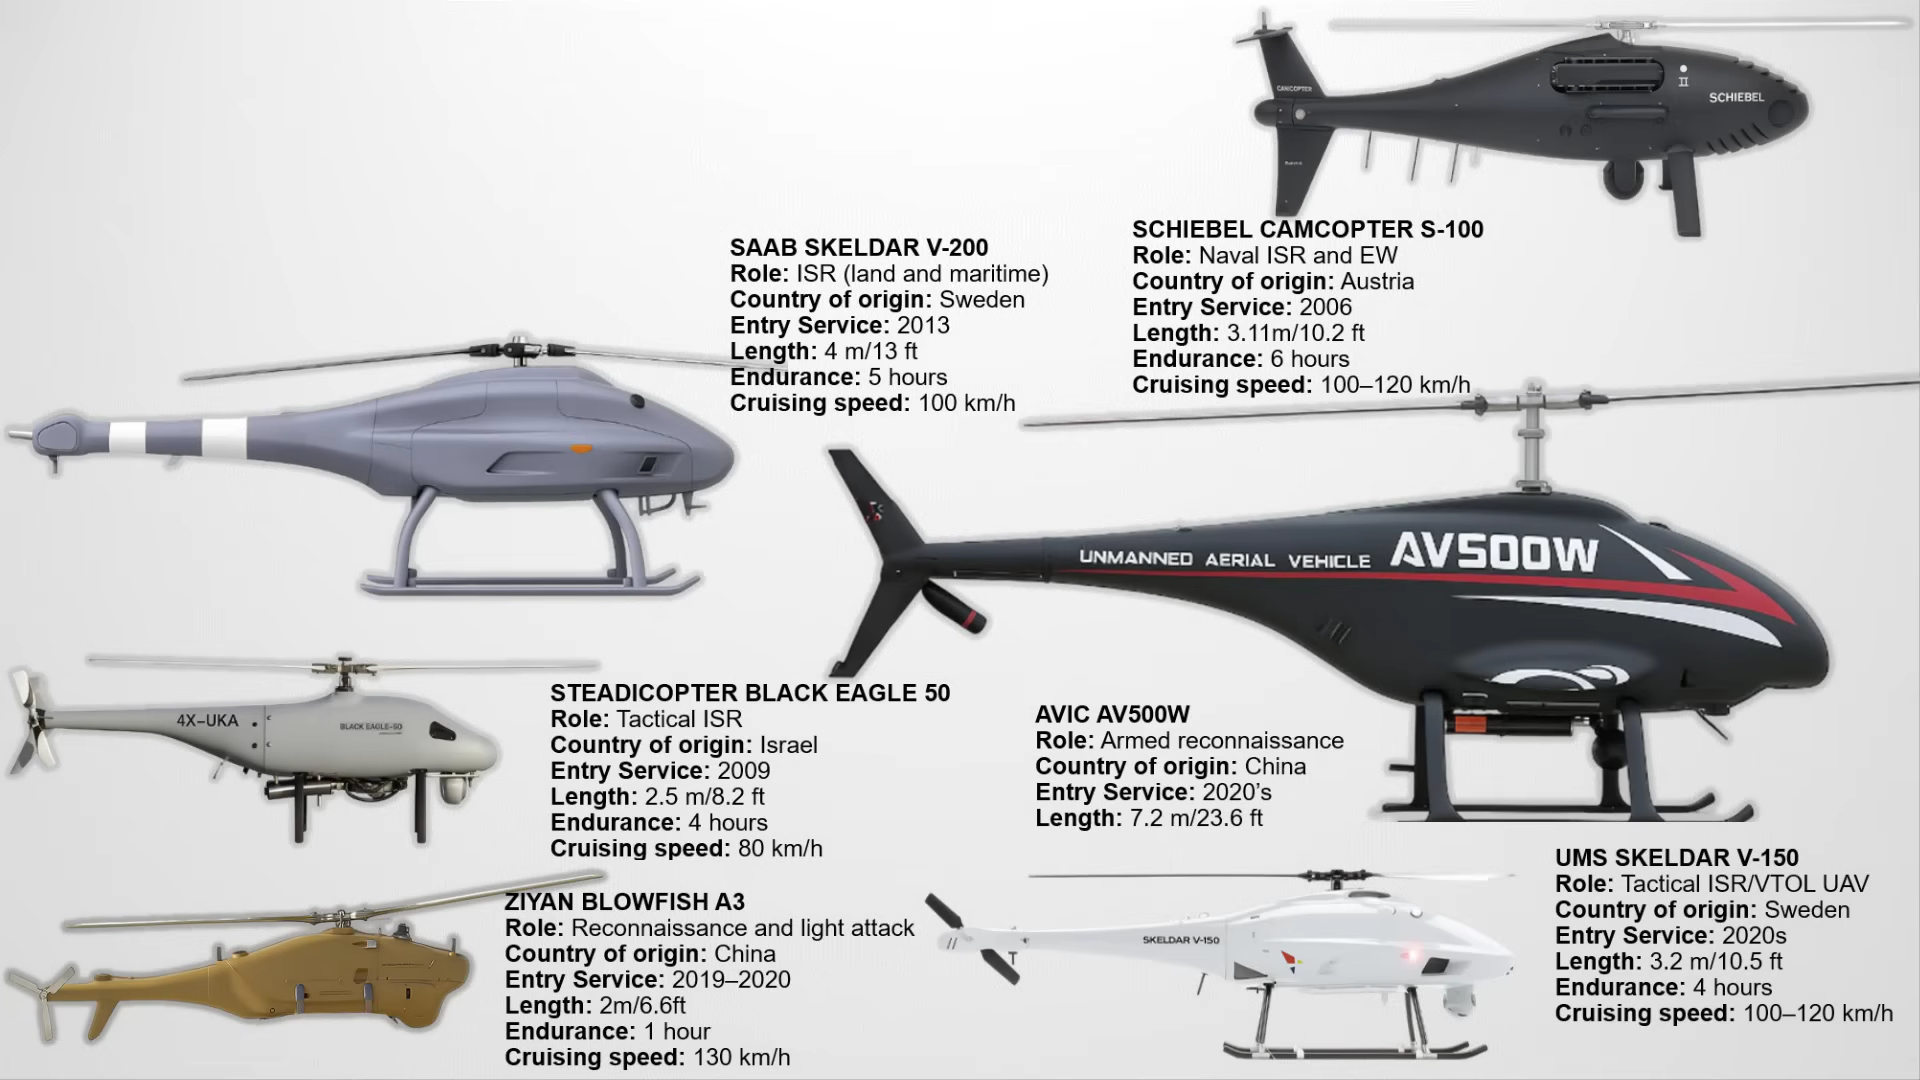 CAMCOPTER
II
SCHIEBEL
SCHIEBEL CAMCOPTER S-100
Role: Naval ISR and EW
Country of origin: Austria
Entry Service: 2006
Length: 3.11m/10.2 ft
Endurance: 6 hours
Cruising speed: 100–120 km/h
SAAB SKELDAR V-200
Role: ISR (land and maritime)
Country of origin: Sweden
Entry Service: 2013
Length: 4 m/13 ft
Endurance: 5 hours
Cruising speed: 100 km/h
UNMANNED AERIAL VEHICLE AV500W
4X-UKA
BLACK EAGLE-50
STEADICOPTER BLACK EAGLE 50
Role: Tactical ISR
Country of origin: Israel
Entry Service: 2009
Length: 2.5 m/8.2 ft
Endurance: 4 hours
Cruising speed: 80 km/h
AVIC AV500W
Role: Armed reconnaissance
Country of origin: China
Entry Service: 2020’s
Length: 7.2 m/23.6 ft
ZIYAN BLOWFISH A3
Role: Reconnaissance and light attack
Country of origin: China
Entry Service: 2019–2020
Length: 2m/6.6ft
Endurance: 1 hour
Cruising speed: 130 km/h
SKELDAR V-150
UMS SKELDAR V-150
Role: Tactical ISR/VTOL UAV
Country of origin: Sweden
Entry Service: 2020s
Length: 3.2 m/10.5 ft
Endurance: 4 hours
Cruising speed: 100–120 km/h